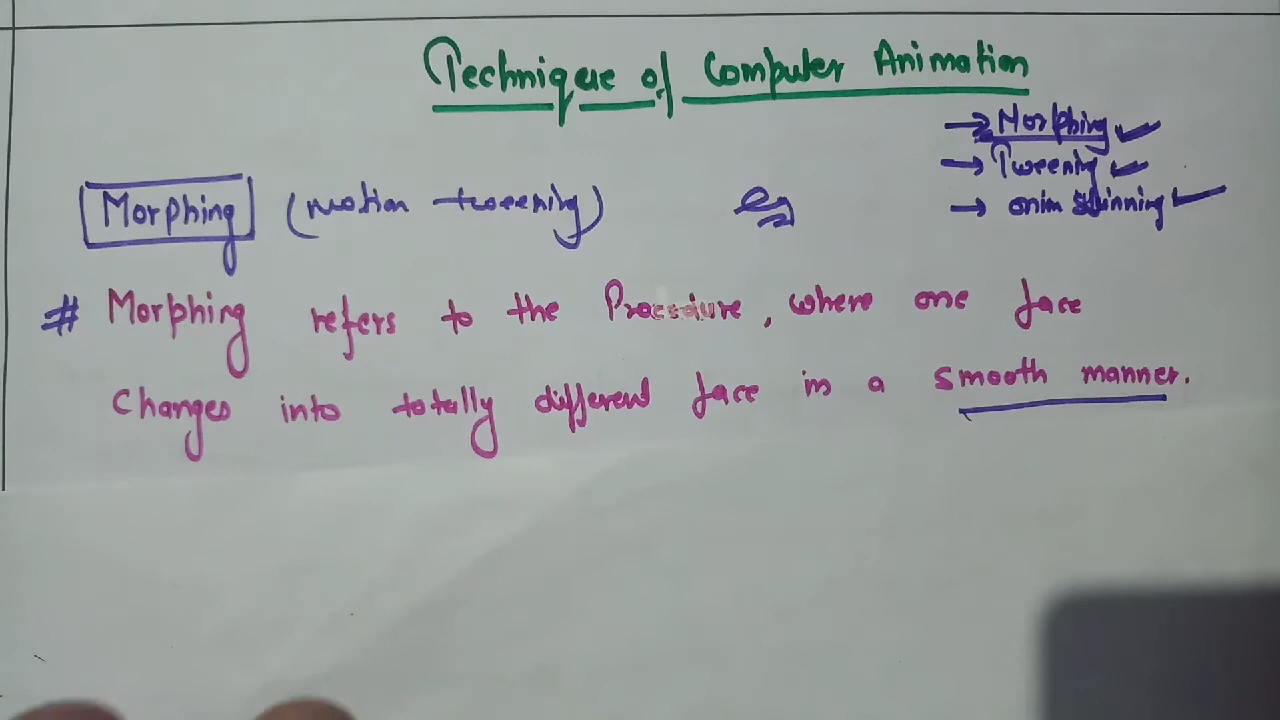 Technique of Computer Animation
→ Morphing ✓
→ Tweening ✓
→ onim skinning ✓
Morphing (motion tweening)
# Morphing refers to the Procedure, where one face
changes into totally different face in a smooth manner.